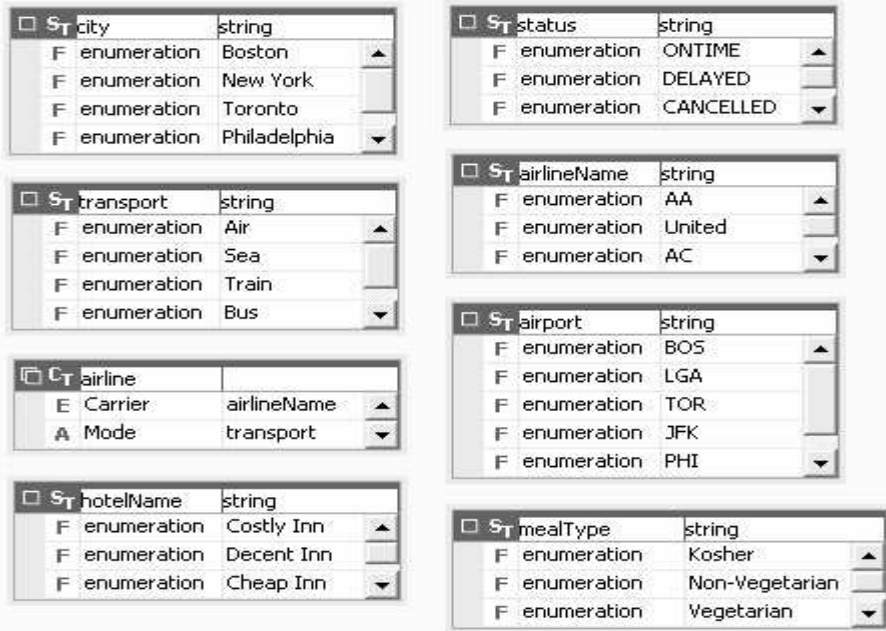 ST city string
F enumeration Boston
F enumeration New York
F enumeration Toronto
F enumeration Philadelphia
ST transport string
F enumeration Air
F enumeration Sea
F enumeration Train
F enumeration Bus
CT airline
E Carrier airlineName
A Mode transport
ST hotelName string
F enumeration Costly Inn
F enumeration Decent Inn
F enumeration Cheap Inn
ST status string
F enumeration ONTIME
F enumeration DELAYED
F enumeration CANCELLED
ST airlineName string
F enumeration AA
F enumeration United
F enumeration AC
ST airport string
F enumeration BOS
F enumeration LGA
F enumeration TOR
F enumeration JFK
F enumeration PHI
ST mealType string
F enumeration Kosher
F enumeration Non-Vegetarian
F enumeration Vegetarian